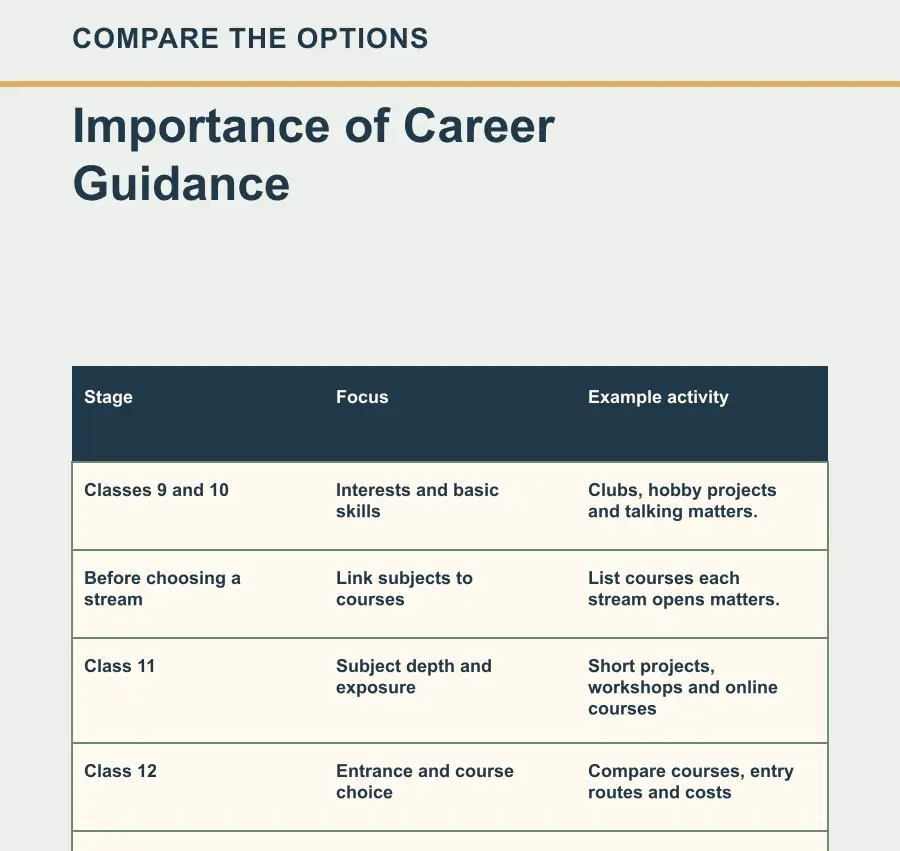 COMPARE THE OPTIONS
Importance of Career
Guidance
Stage
Focus
Example activity
Classes 9 and 10
Interests and basic
skills
Clubs, hobby projects
and talking matters.
Before choosing a
stream
Link subjects to
courses
List courses each
stream opens matters.
Class 11
Subject depth and
exposure
Short projects,
workshops and online
courses
Class 12
Entrance and course
choice
Compare courses, entry
routes and costs